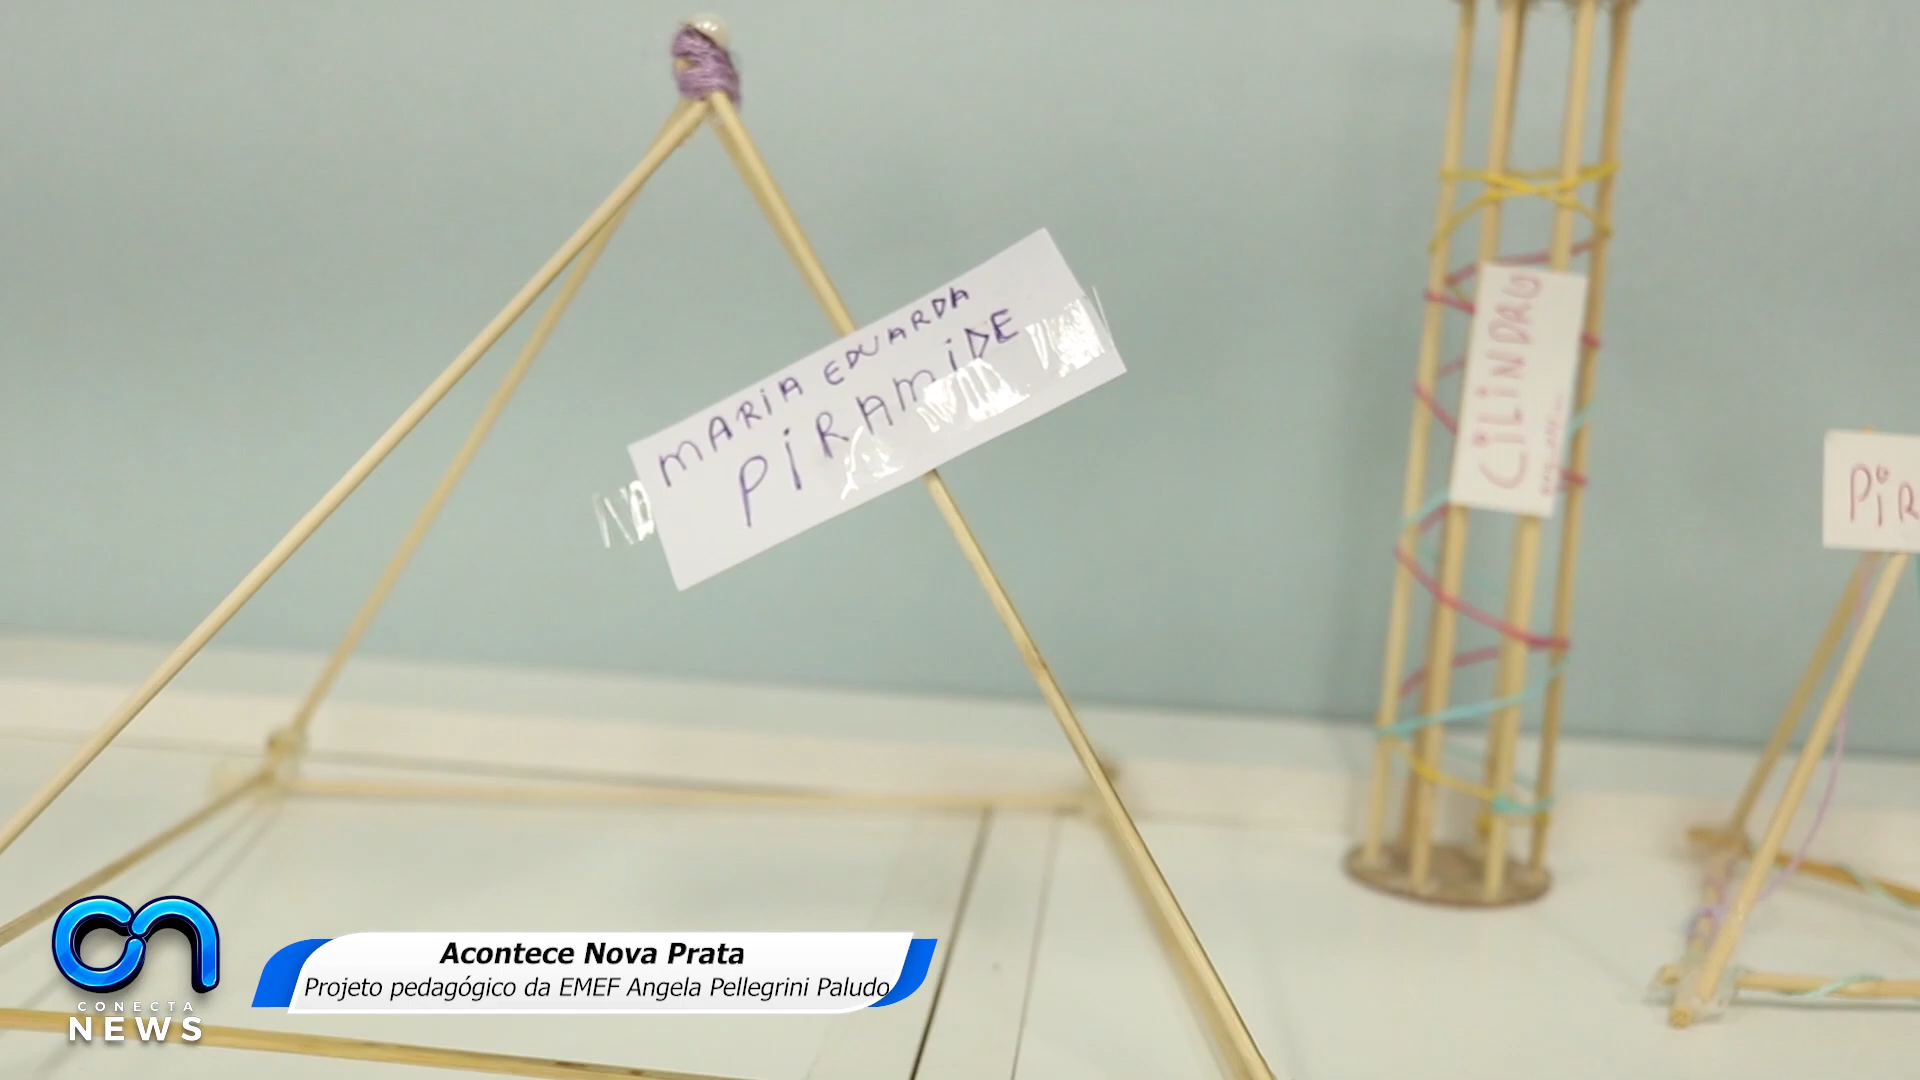 MARIA EDUARDA
PIRAMIDE
CILINDRO
PIR
Acontece Nova Prata
Projeto pedagógico da EMEF Angela Pellegrini Paludo
CONECTA
NEWS